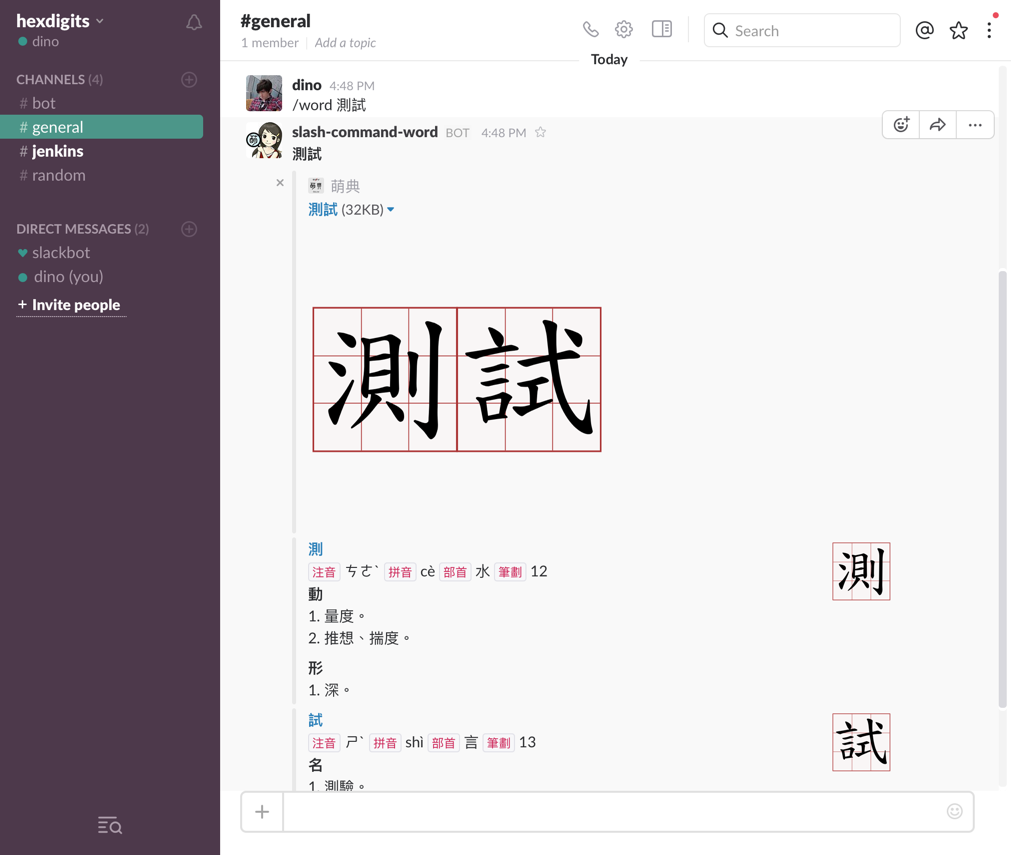 hexdigits
dino
CHANNELS (4)
# bot
# general
# jenkins
# random
DIRECT MESSAGES (2)
slackbot
dino (you)
+ Invite people
#general
1 member | Add a topic
Search
Today
dino 4:48 PM
/word 測試
slash-command-word BOT 4:48 PM
測試
萌典
測試 (32KB)
測試
測
注音 ㄘㄜˋ 拼音 cè 部首 水 筆劃 12
動
1. 量度。
2. 推想、揣度。
形
1. 深。
測
試
注音 ㄕˋ 拼音 shì 部首 言 筆劃 13
名
1. 測驗。
試